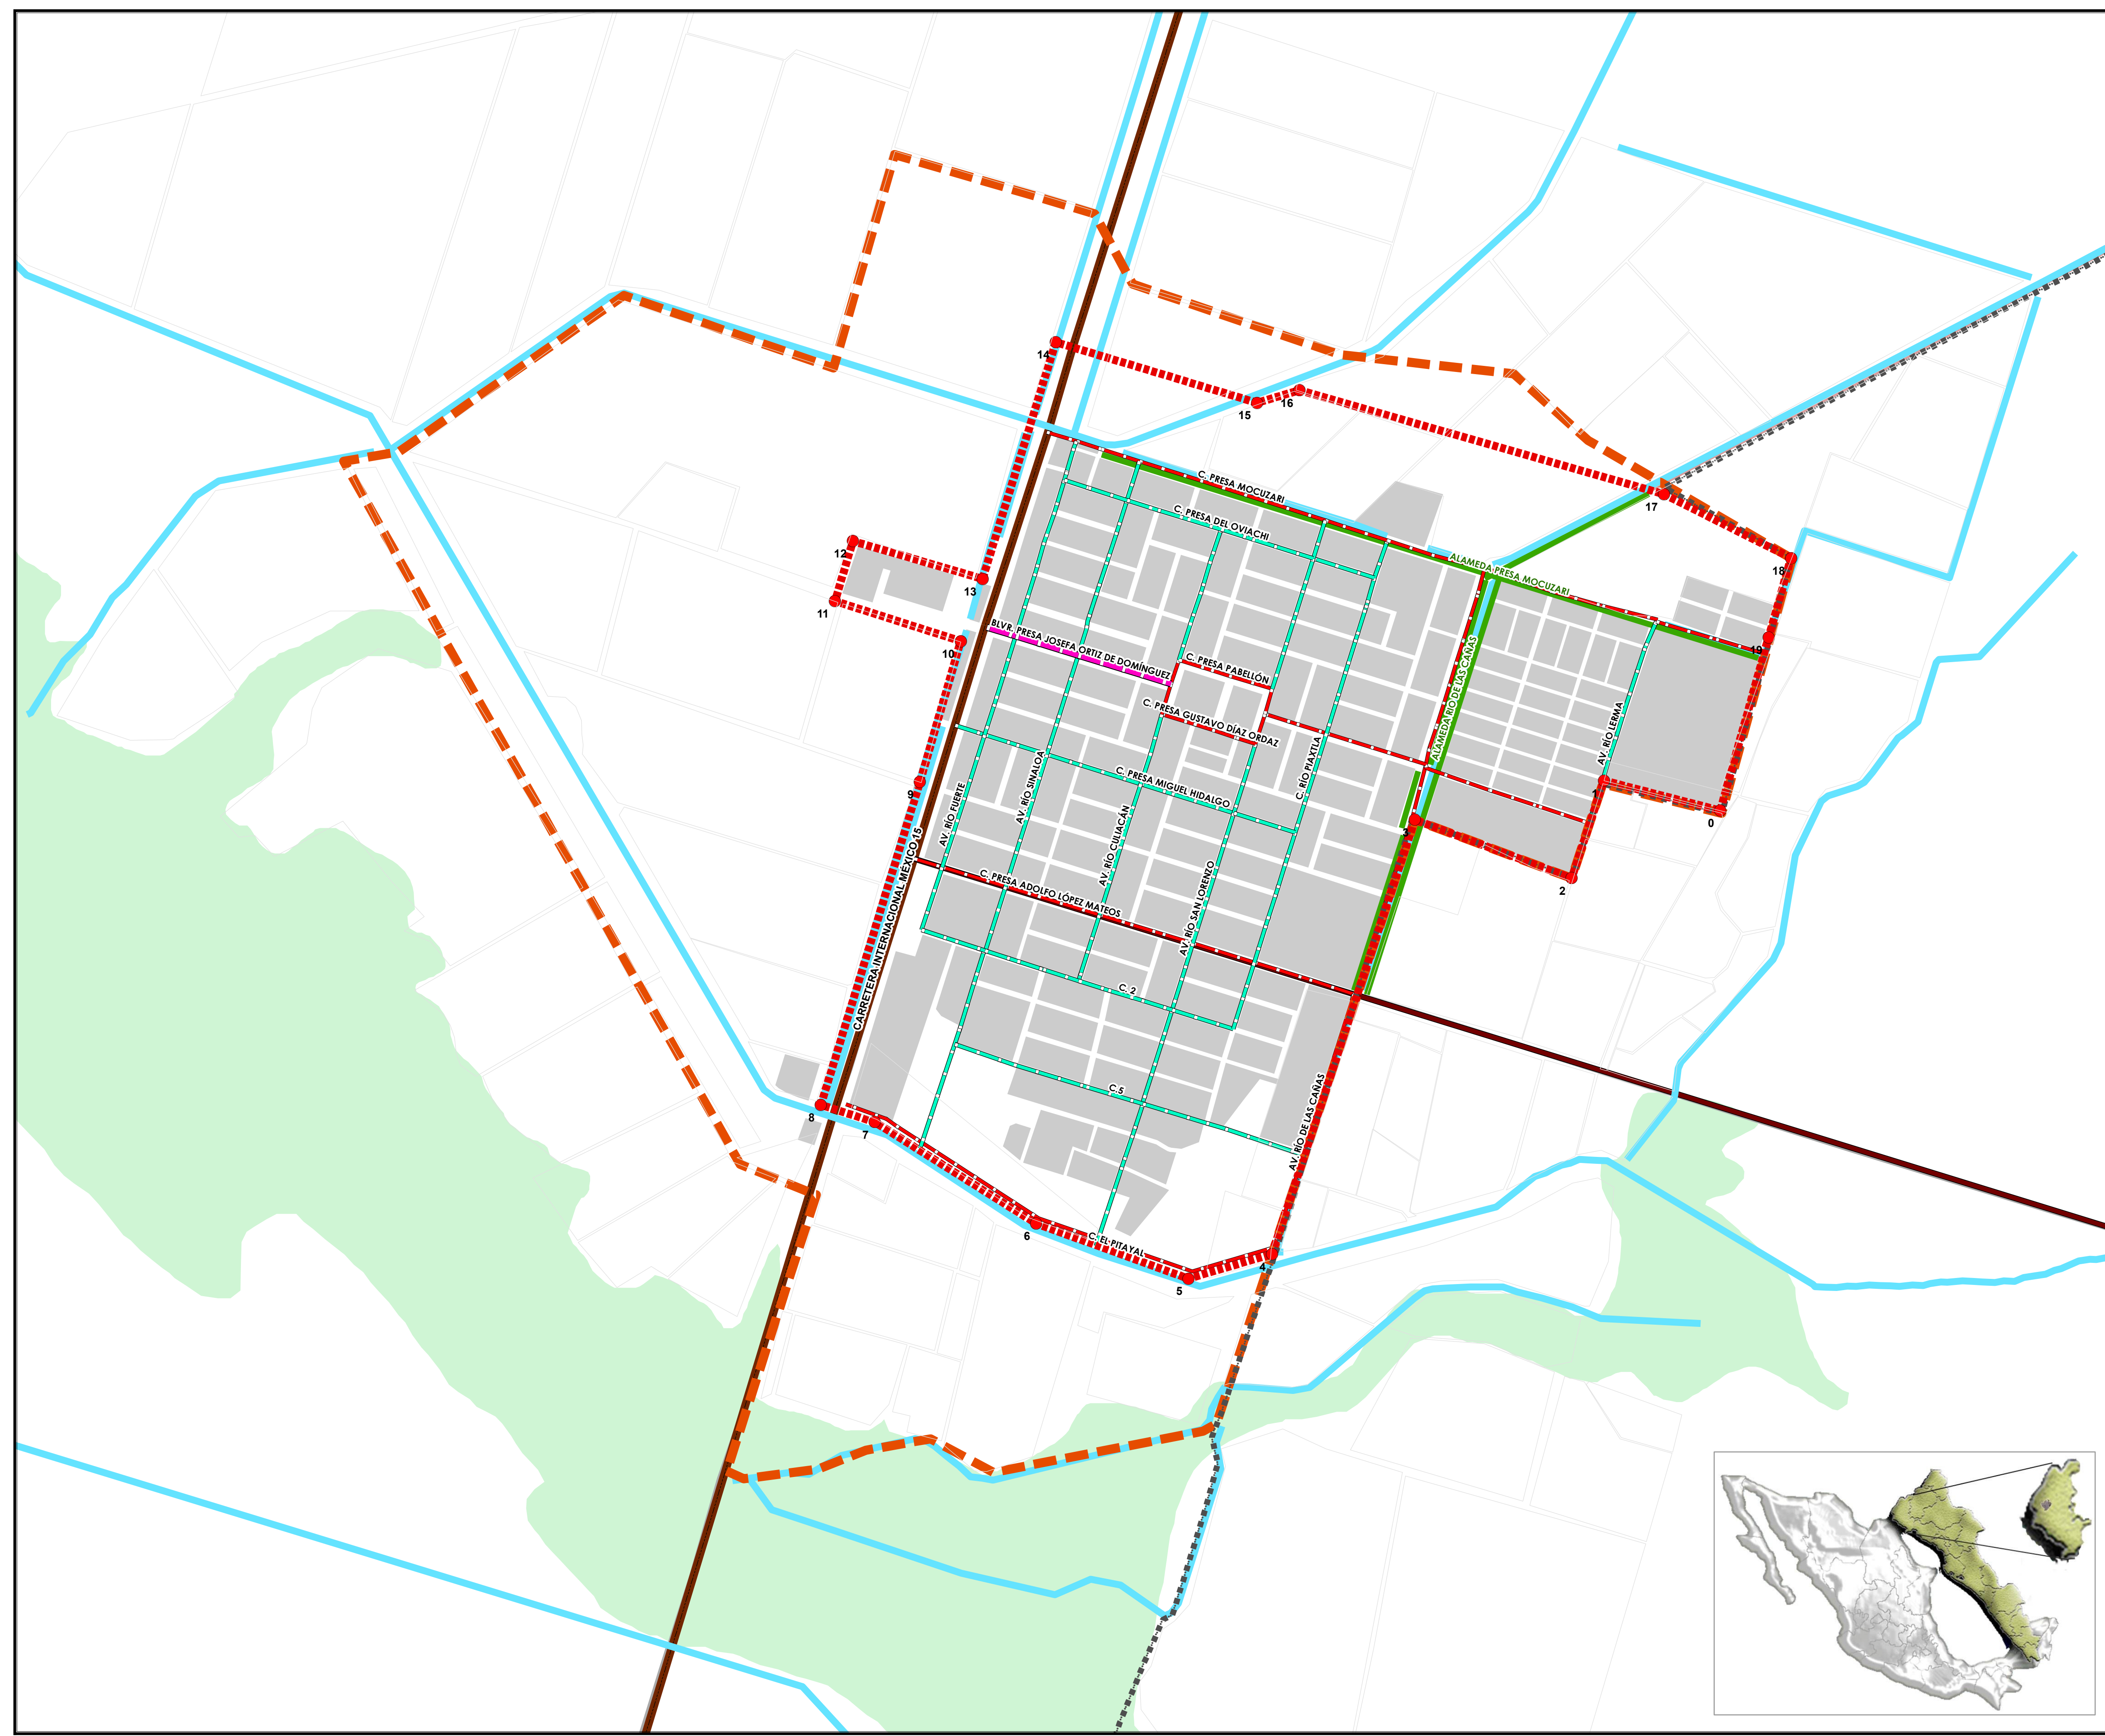 14
15
16
C. PRESA MOCUZARI
17
C. PRESA DEL OVIACHI
12
ALAMEDA PRESA MOCUZARI
18
13
11
BLVR. PRESA JOSEFA ORTIZ DE DOMÍNGUEZ
10
C. PRESA PABELLÓN
19
ALAMEDA RIO DE LAS CAÑAS
C. PRESA GUSTAVO DÍAZ ORDAZ
AV. RÍO LERMA
C. RÍO PIAXTLA
AV. RÍO SINALOA
C. PRESA MIGUEL HIDALGO
9
1
AV. RÍO FUERTE
0
3
AV. RÍO CULIACÁN
C. PRESA ADOLFO LÓPEZ MATEOS
2
AV. RÍO SAN LORENZO
CARRETERA INTERNACIONAL MÉXICO 15
C. 2
C.5
8
7
AV. RÍO DE LAS CAÑAS
6
C. EL PITAYAL
4
5